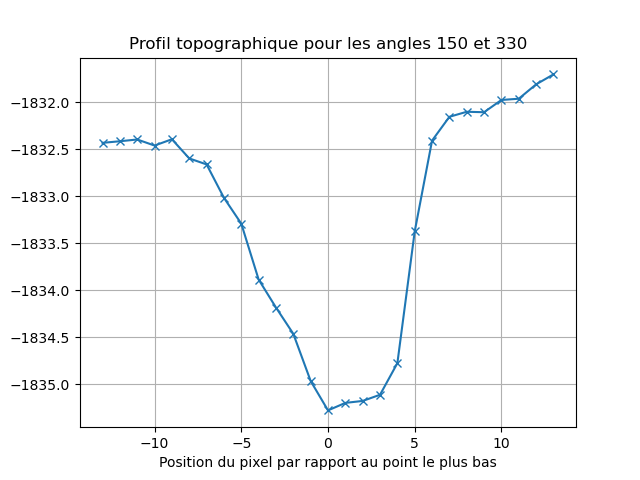 Profil topographique pour les angles 150 et 330
−1832.0
−1832.5
−1833.0
−1833.5
−1834.0
−1834.5
−1835.0
−10 −5 0 5 10
Position du pixel par rapport au point le plus bas